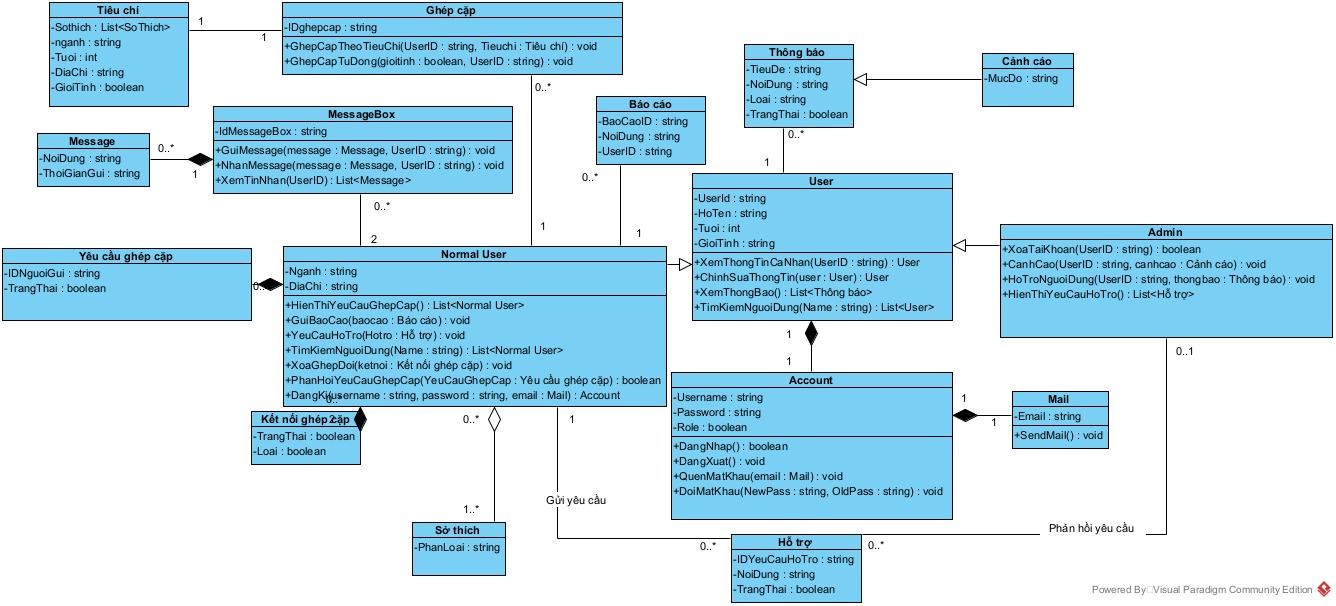 Tiêu chí
-Sothich : List<SoThich>
-nganh : string
-Tuoi : int
-DiaChi : string
-GioiTinh : boolean
1
1
Ghép cặp
-IDghepcap : string
+GhepCapTheoTieuChi(UserID : string, Tieuchi : Tiêu chí) : void
+GhepCapTuDong(gioitinh : boolean, UserID : string) : void
0..*
1
Thông báo
-TieuDe : string
-NoiDung : string
-Loai : string
-TrangThai : boolean
0..*
1
Cảnh cáo
-MucDo : string
Message
-NoiDung : string
-ThoiGianGui : string
0..*
1
MessageBox
-IdMessageBox : string
+GuiMessage(message : Message, UserID : string) : void
+NhanMessage(message : Message, UserID : string) : void
+XemTinNhan(UserID) : List<Message>
0..*
2
Báo cáo
-BaoCaoID : string
-NoiDung : string
-UserID : string
0..*
1
User
-UserId : string
-HoTen : string
-Tuoi : int
-GioiTinh : string
+XemThongTinCaNhan(UserID : string) : User
+ChinhSuaThongTin(user : User) : User
+XemThongBao() : List<Thông báo>
+TimKiemNguoiDung(Name : string) : List<User>
1
1
Admin
+XoaTaiKhoan(UserID : string) : boolean
+CanhCao(UserID : string, canhcao : Cảnh cáo) : void
+HoTroNguoiDung(UserID : string, thongbao : Thông báo) : void
+HienThiYeuCauHoTro() : List<Hỗ trợ>
0..1
Yêu cầu ghép cặp
-IDNguoiGui : string
-TrangThai : boolean
Normal User
-Nganh : string
-DiaChi : string
+HienThiYeuCauGhepCap() : List<Normal User>
+GuiBaoCao(baocao : Báo cáo) : void
+YeuCauHoTro(Hotro : Hỗ trợ) : void
+TimKiemNguoiDung(Name : string) : List<Normal User>
+XoaGhepDoi(ketnoi : Kết nối ghép cặp) : void
+PhanHoiYeuCauGhepCap(YeuCauGhepCap : Yêu cầu ghép cặp) : boolean
+DangKi(username : string, password : string, email : Mail) : Account
Kết nối ghép cặp
-TrangThai : boolean
-Loai : boolean
2
0..*
1..*
1
Sở thích
-PhanLoai : string
Account
-Username : string
-Password : string
-Role : boolean
+DangNhap() : boolean
+DangXuat() : void
+QuenMatKhau(email : Mail) : void
+DoiMatKhau(NewPass : string, OldPass : string) : void
1
1
Mail
-Email : string
+SendMail() : void
Gửi yêu cầu
Phản hồi yêu cầu
0..*
0..*
Hỗ trợ
-IDYeuCauHoTro : string
-NoiDung : string
-TrangThai : boolean
Powered By Visual Paradigm Community Edition